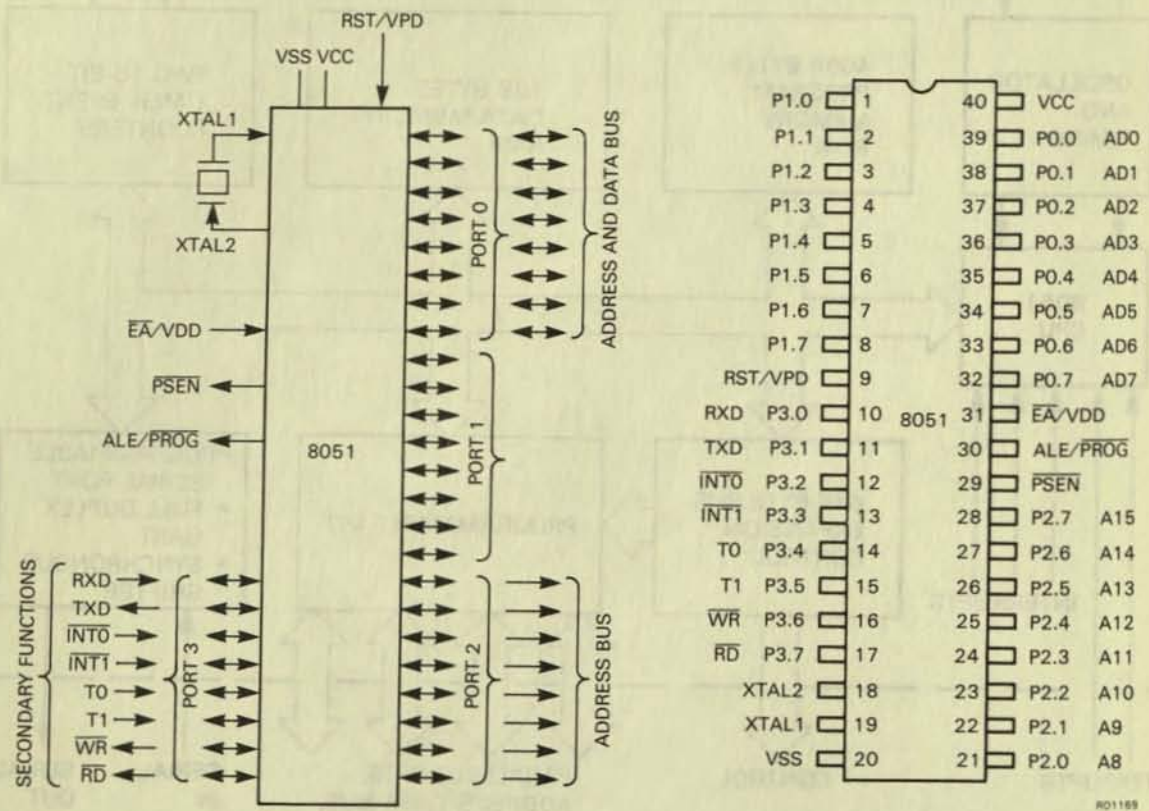 RST/VPD
VSS VCC
XTAL1
XTAL2
EA/VDD
PSEN
ALE/PROG
8051
PORT 0
ADDRESS AND DATA BUS
PORT 1
SECONDARY FUNCTIONS
RXD
TXD
INT0
INT1
T0
T1
WR
RD
PORT 3
PORT 2
ADDRESS BUS
P1.0 1 40 VCC
P1.1 2 39 P0.0 AD0
P1.2 3 38 P0.1 AD1
P1.3 4 37 P0.2 AD2
P1.4 5 36 P0.3 AD3
P1.5 6 35 P0.4 AD4
P1.6 7 34 P0.5 AD5
P1.7 8 33 P0.6 AD6
RST/VPD 9 32 P0.7 AD7
RXD P3.0 10 8051 31 EA/VDD
TXD P3.1 11 30 ALE/PROG
INT0 P3.2 12 29 PSEN
INT1 P3.3 13 28 P2.7 A15
T0 P3.4 14 27 P2.6 A14
T1 P3.5 15 26 P2.5 A13
WR P3.6 16 25 P2.4 A12
RD P3.7 17 24 P2.3 A11
XTAL2 18 23 P2.2 A10
XTAL1 19 22 P2.1 A9
VSS 20 21 P2.0 A8
R01169